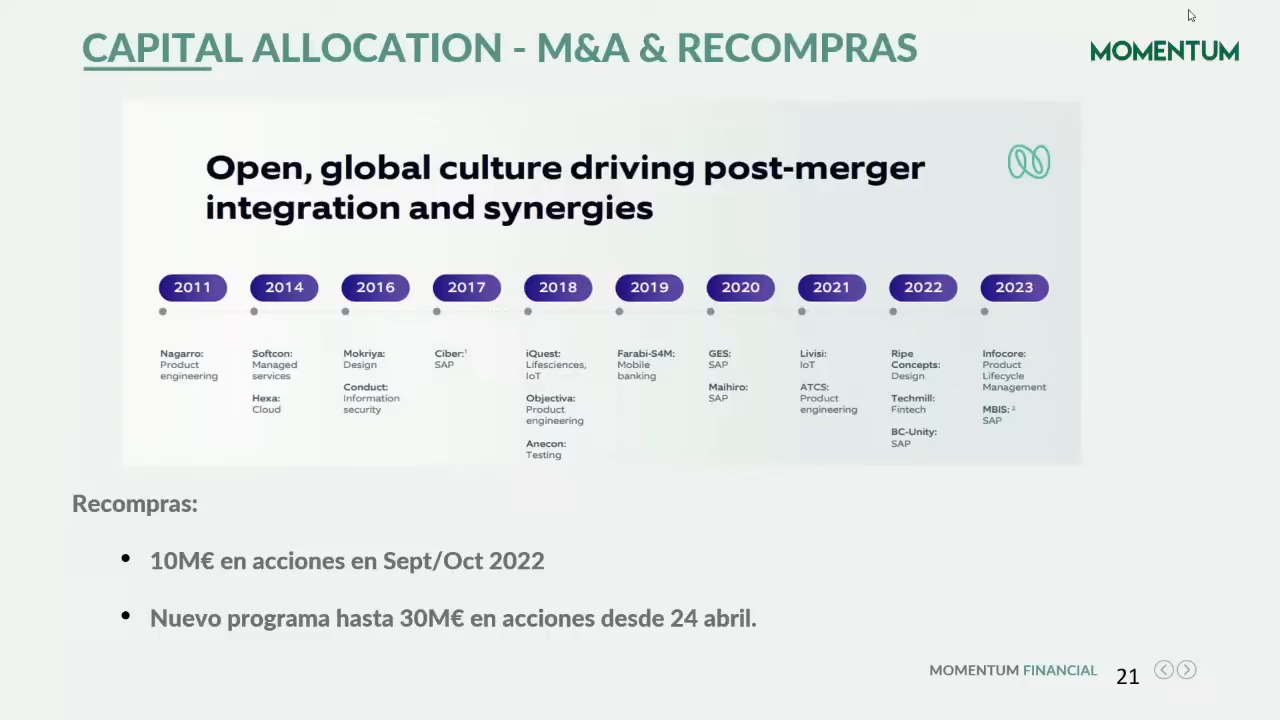 CAPITAL ALLOCATION - M&A & RECOMPRAS
MOMENTUM
Open, global culture driving post-merger
integration and synergies
2011
2014
2016
2017
2018
2019
2020
2021
2022
2023
Nagarro:
Product
engineering
Softcon:
Managed
services
Hexa:
Cloud
Mokriya:
Design
Conduct:
Information
security
Ciber:¹
SAP
iQuest:
Lifesciences,
IoT
Objectiva:
Product
engineering
Anecon:
Testing
Farabi-S4M:
Mobile
banking
GES:
SAP
Maihiro:
SAP
Livisi:
IoT
ATCS:
Product
engineering
Ripe
Concepts:
Design
Techmill:
Fintech
BC-Unity:
SAP
Infocore:
Product
Lifecycle
Management
MBIS: ²
SAP
Recompras:
• 10M€ en acciones en Sept/Oct 2022
• Nuevo programa hasta 30M€ en acciones desde 24 abril.
MOMENTUM FINANCIAL
21